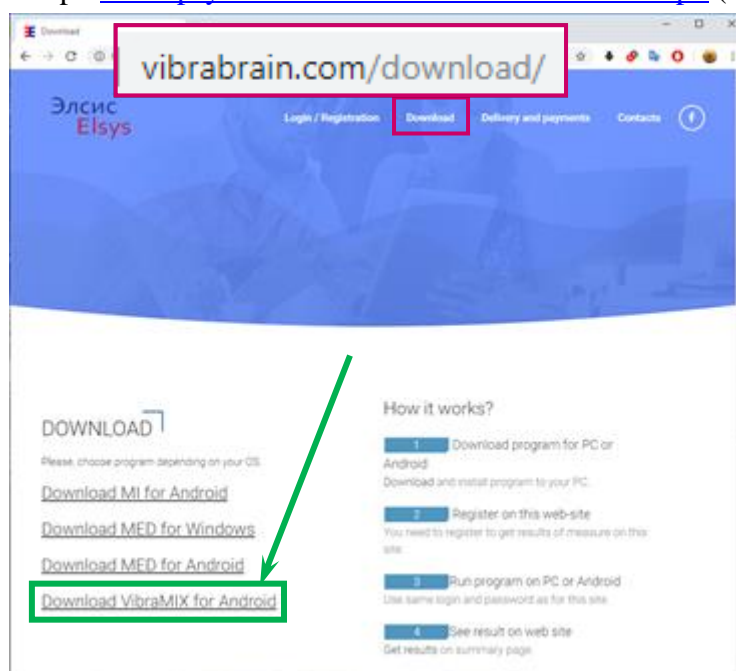 Download
vibrabrain.com/download/
Элсис
Elsys
Login / Registration Download Delivery and payments Contacts f
DOWNLOAD
Please, choose program depending on your OS.
Download MI for Android
Download MED for Windows
Download MED for Android
Download VibraMIX for Android
How it works?
1 Download program for PC or
Android
Download and install program to your PC.
2 Register on this web-site
You need to register to get results of measure on this
site.
3 Run program on PC or Android
Use same login and password as for this site.
4 See result on web site
Get results on summary page.